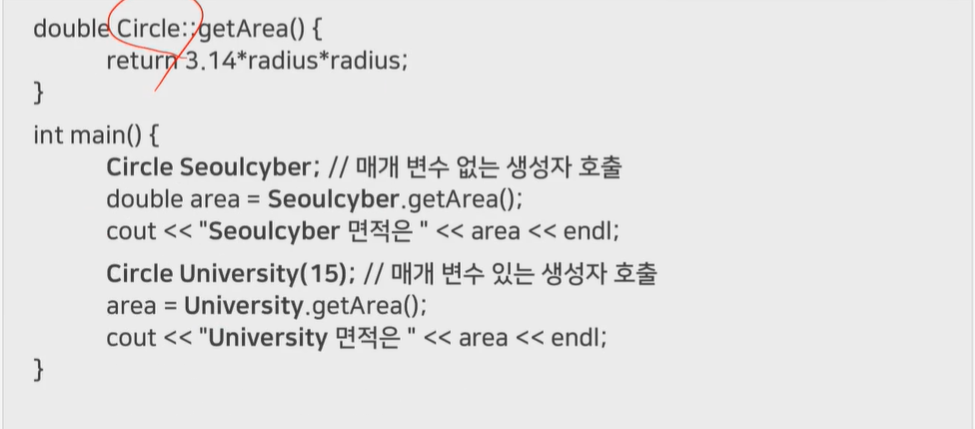 double Circle::getArea() {
return 3.14*radius*radius;
}
int main() {
Circle Seoulcyber; // 매개 변수 없는 생성자 호출
double area = Seoulcyber.getArea();
cout << "Seoulcyber 면적은 " << area << endl;
Circle University(15); // 매개 변수 있는 생성자 호출
area = University.getArea();
cout << "University 면적은 " << area << endl;
}